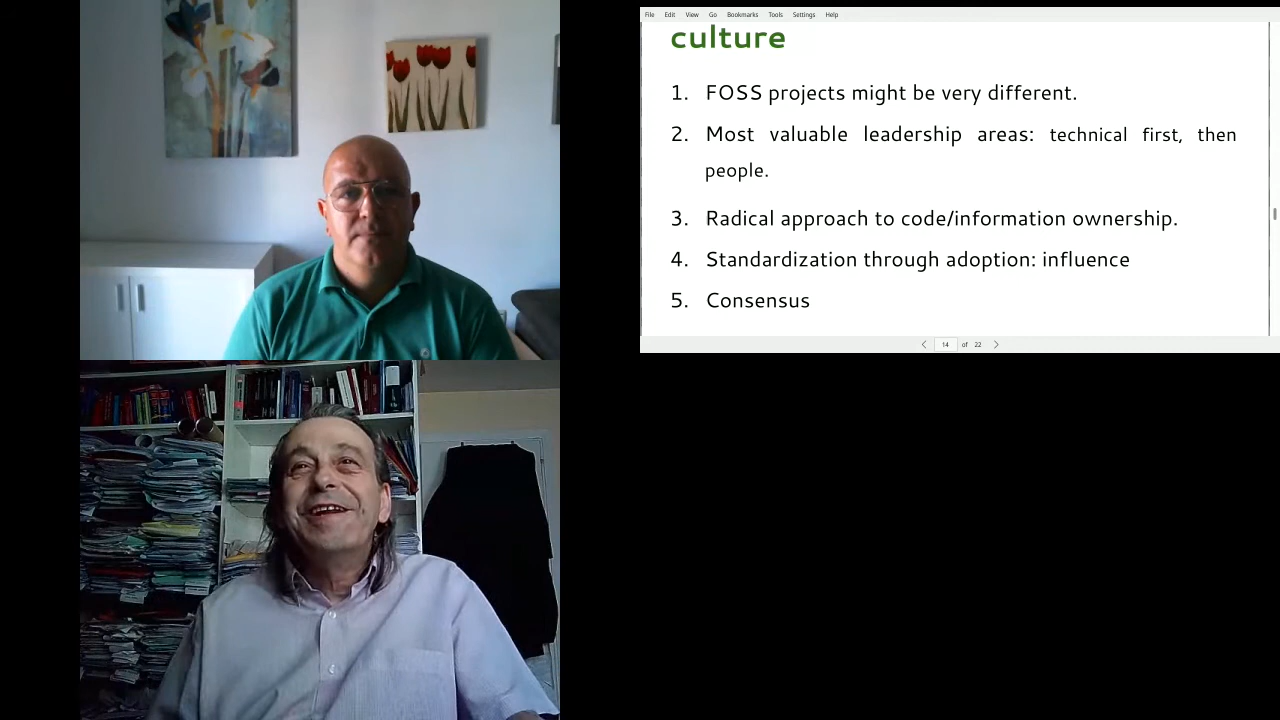 File Edit View Go Bookmarks Tools Settings Help
culture
1. FOSS projects might be very different.
2. Most valuable leadership areas: technical first, then
people.
3. Radical approach to code/information ownership.
4. Standardization through adoption: influence
5. Consensus
14 of 22